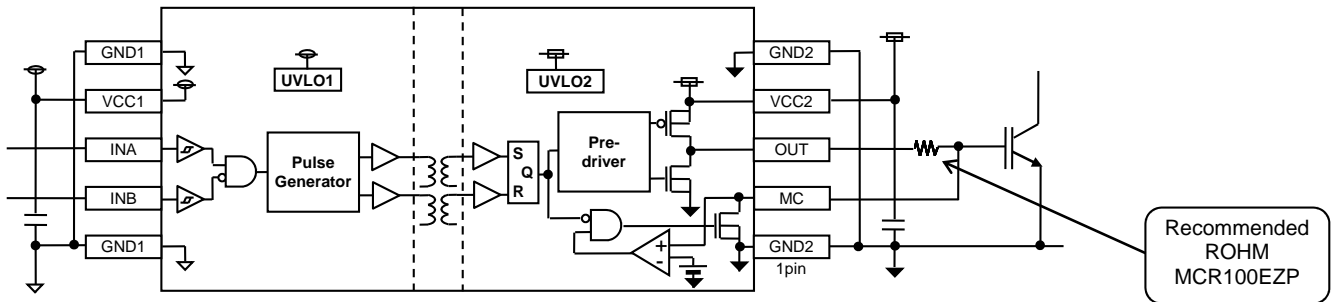 GND1
VCC1
INA
INB
GND1
UVLO1
Pulse
Generator
UVLO2
S
Q
R
Pre-
driver
+
-
GND2
VCC2
OUT
MC
GND2
1pin
Recommended
ROHM
MCR100EZP